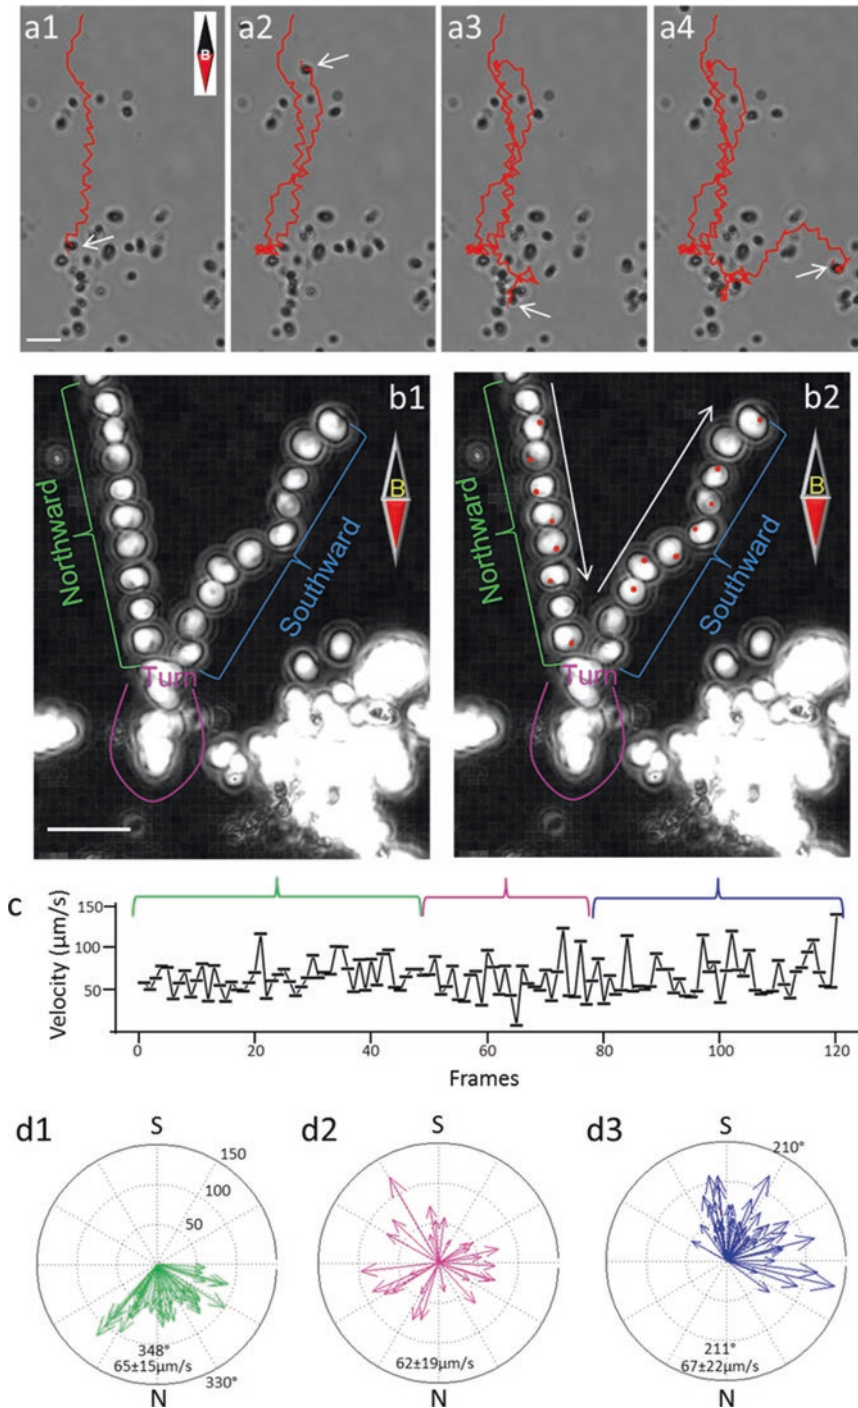 a1
B
a2
a3
a4
b1
Northward
Southward
Turn
B
b2
Northward
Southward
Turn
B
c
Velocity (µm/s)
150
100
50
0
20
40
60
80
100
120
Frames
d1
S
150
100
50
348°
65±15µm/s
330°
N
d2
S
62±19µm/s
N
d3
S
210°
211°
67±22µm/s
N